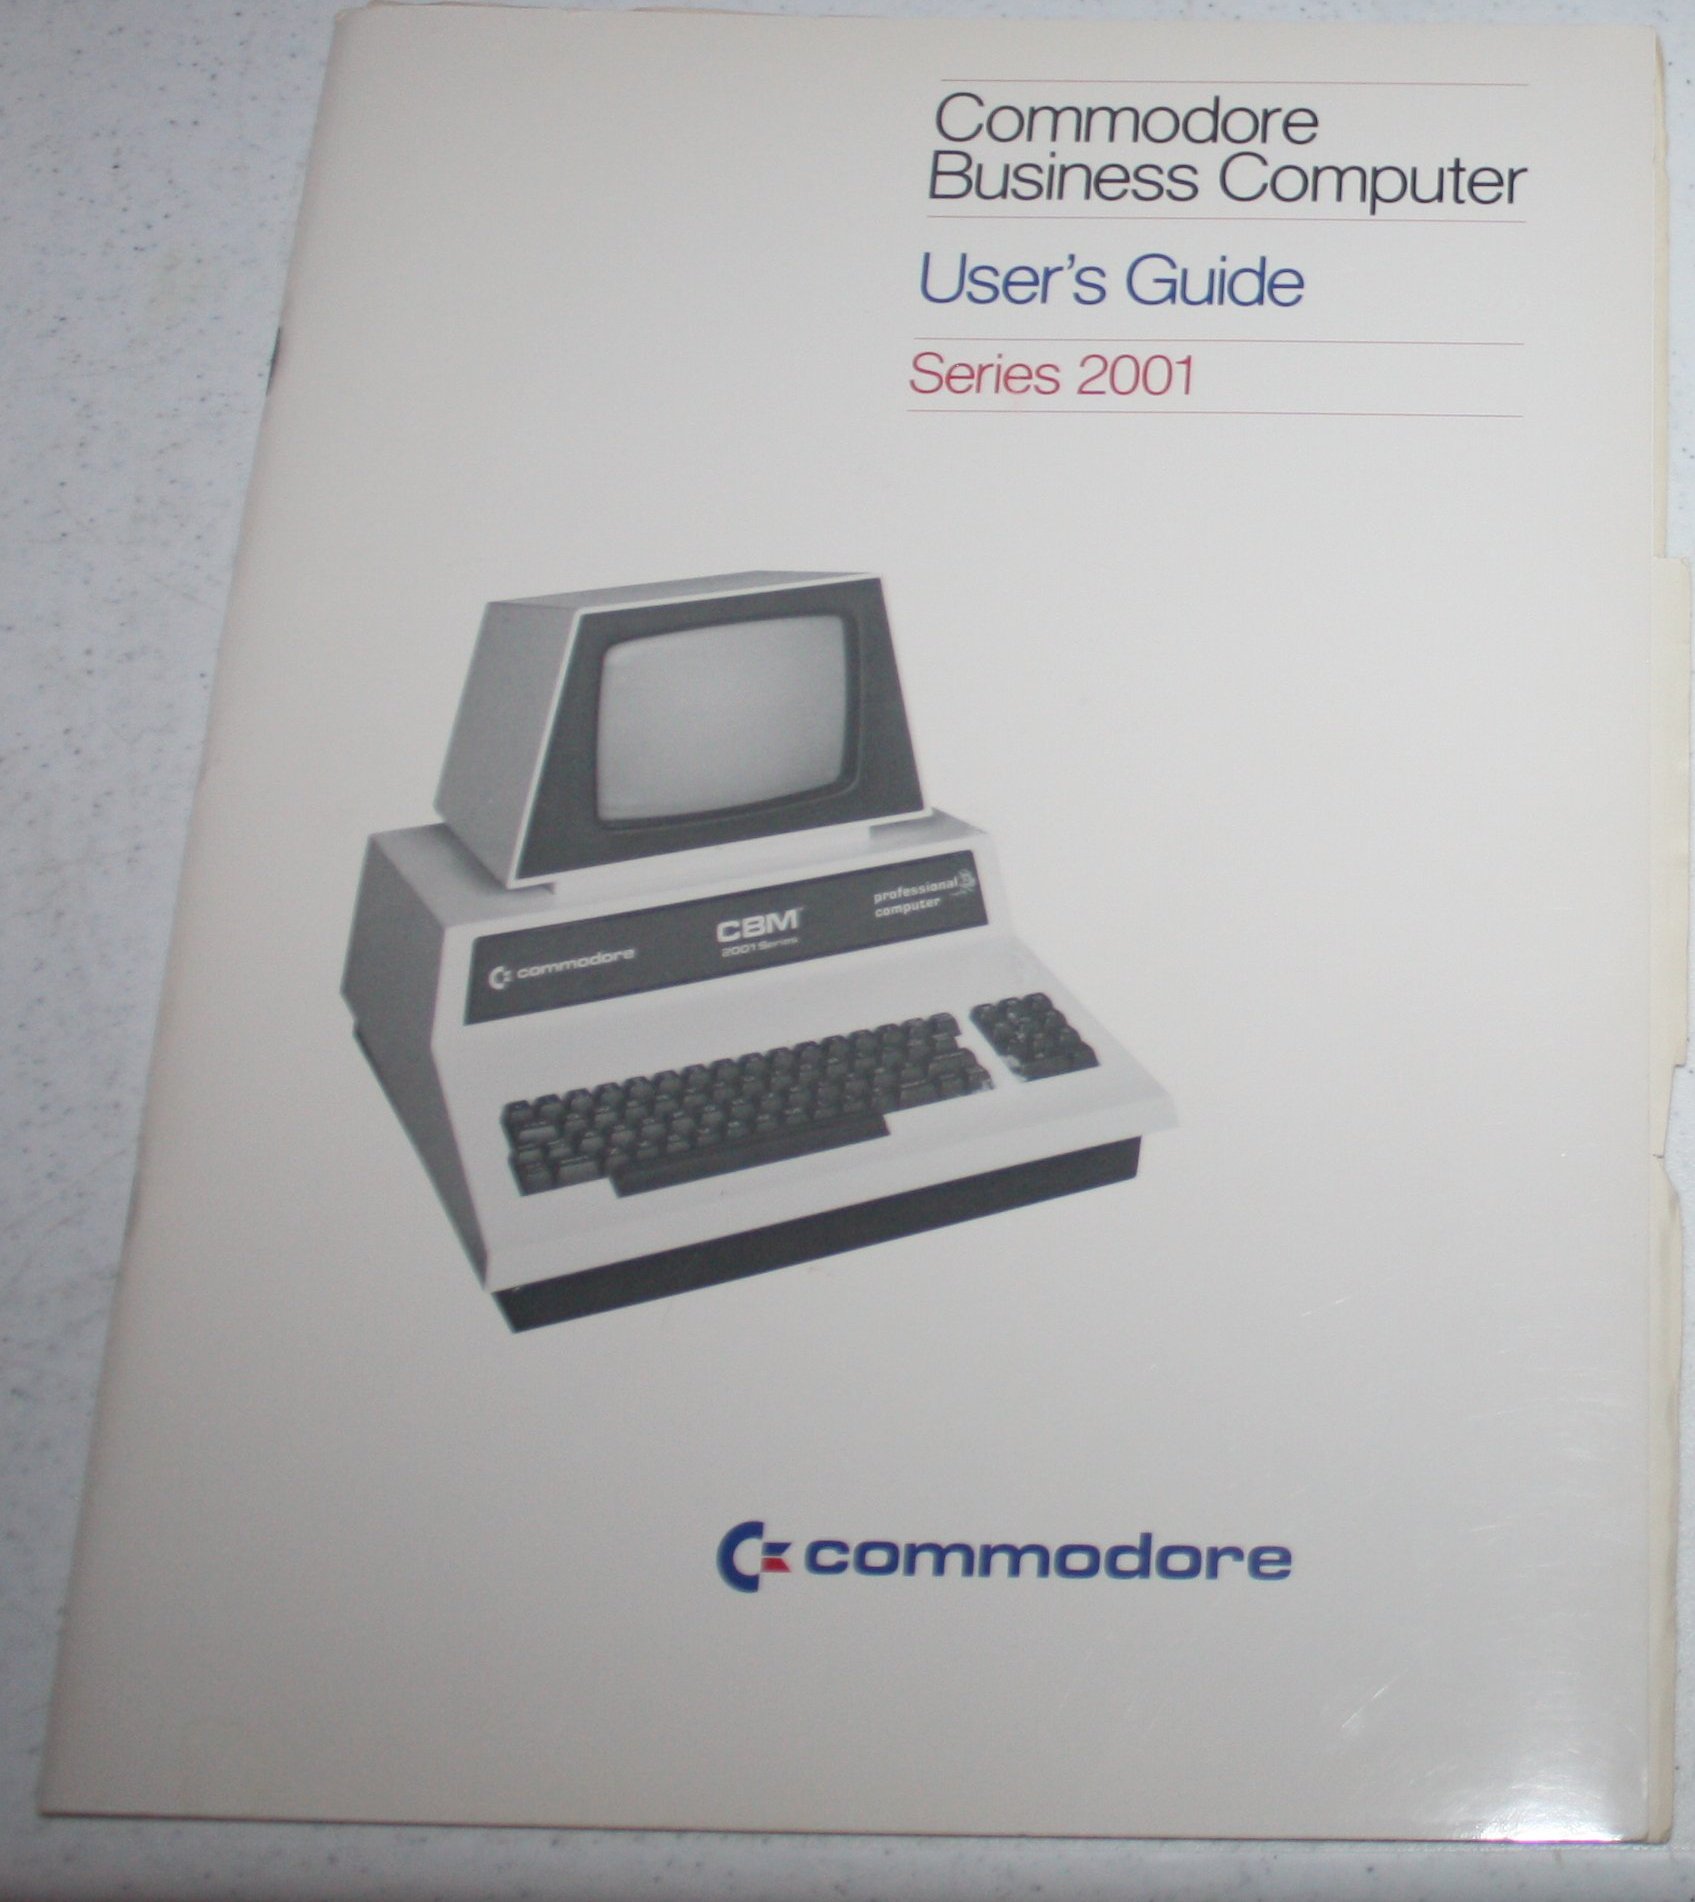 Commodore
Business Computer
User's Guide
Series 2001
commodore
CBM
2001 Series
professional
computer
commodore